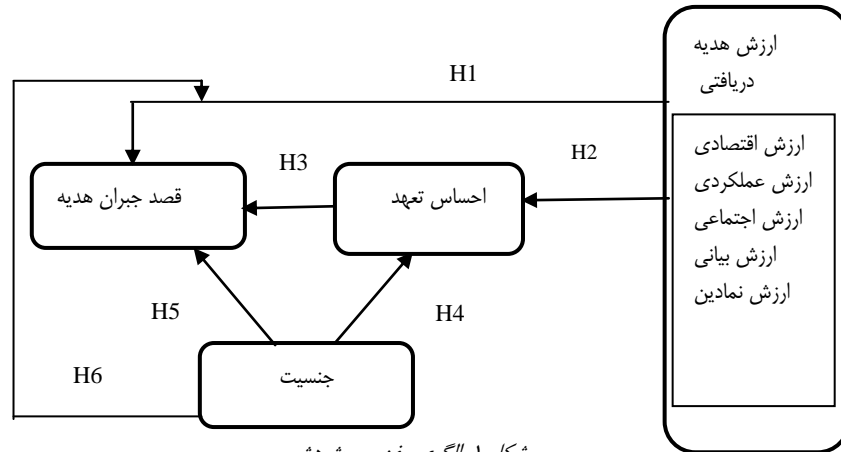 ارزش هدیه
دریافتی
H1
ارزش اقتصادی
ارزش عملکردی
ارزش اجتماعی
ارزش بیانی
ارزش نمادین
H2
احساس تعهد
H3
قصد جبران هدیه
H4
H5
جنسیت
H6